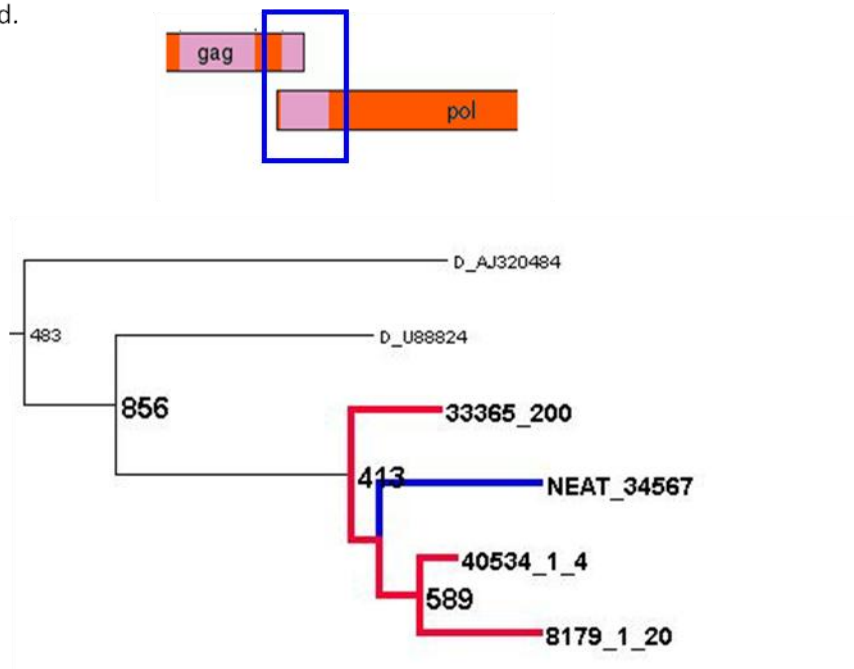 d.
gag
pol
D_AJ320484
483
D_U88824
856
33365_200
413
NEAT_34567
40534_1_4
589
8179_1_20